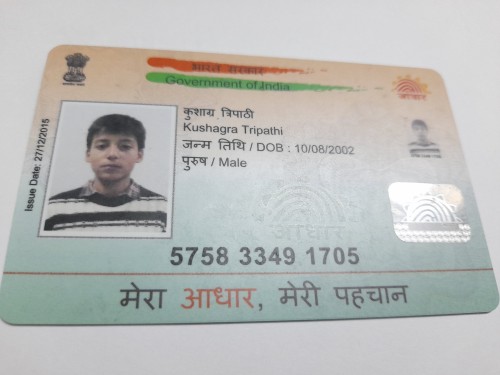 भारत सरकार
Government of India
आधार
Issue Date: 27/12/2015
कुशाग्र त्रिपाठी
Kushagra Tripathi
जन्म तिथि / DOB : 10/08/2002
पुरुष / Male
आधार
5758 3349 1705
मेरा आधार, मेरी पहचान